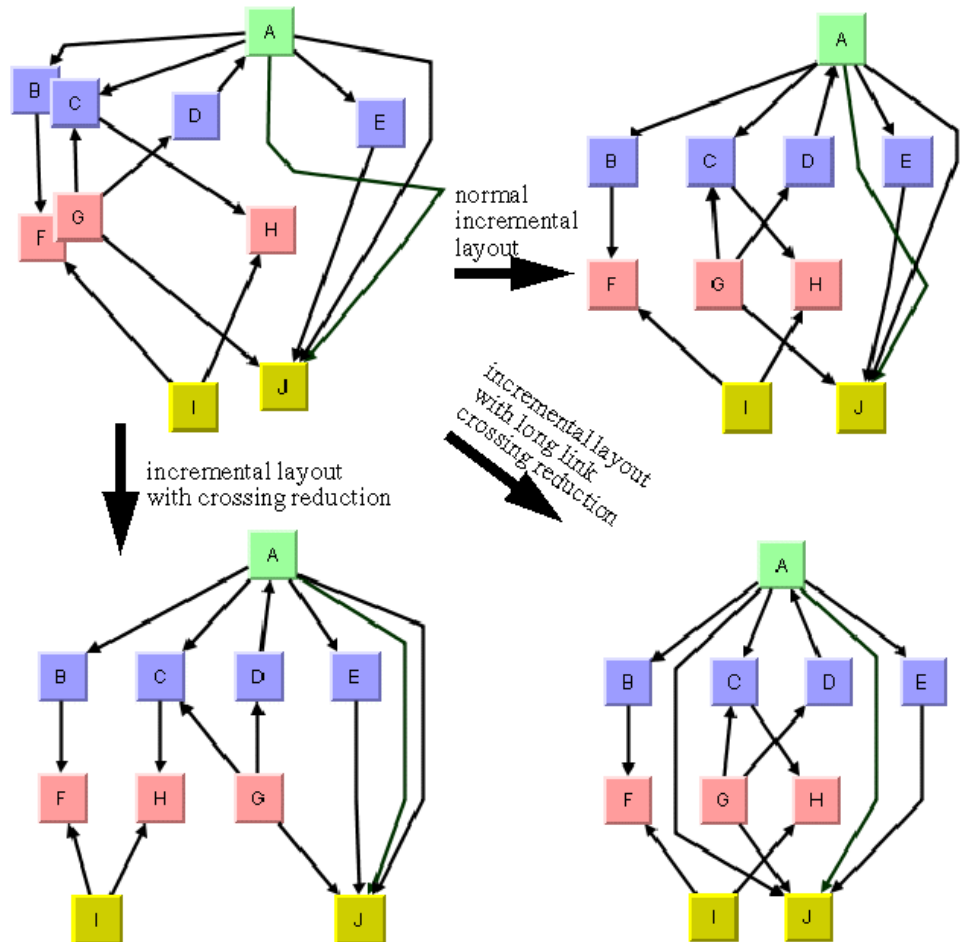 A
B
C
D
E
G
F
H
I
J
normal
incremental
layout
A
B
C
D
E
F
G
H
I
J
incremental layout
with crossing reduction
incremental layout
with long link
crossing reduction
A
B
C
D
E
F
H
G
I
J
A
B
C
D
E
F
G
H
I
J